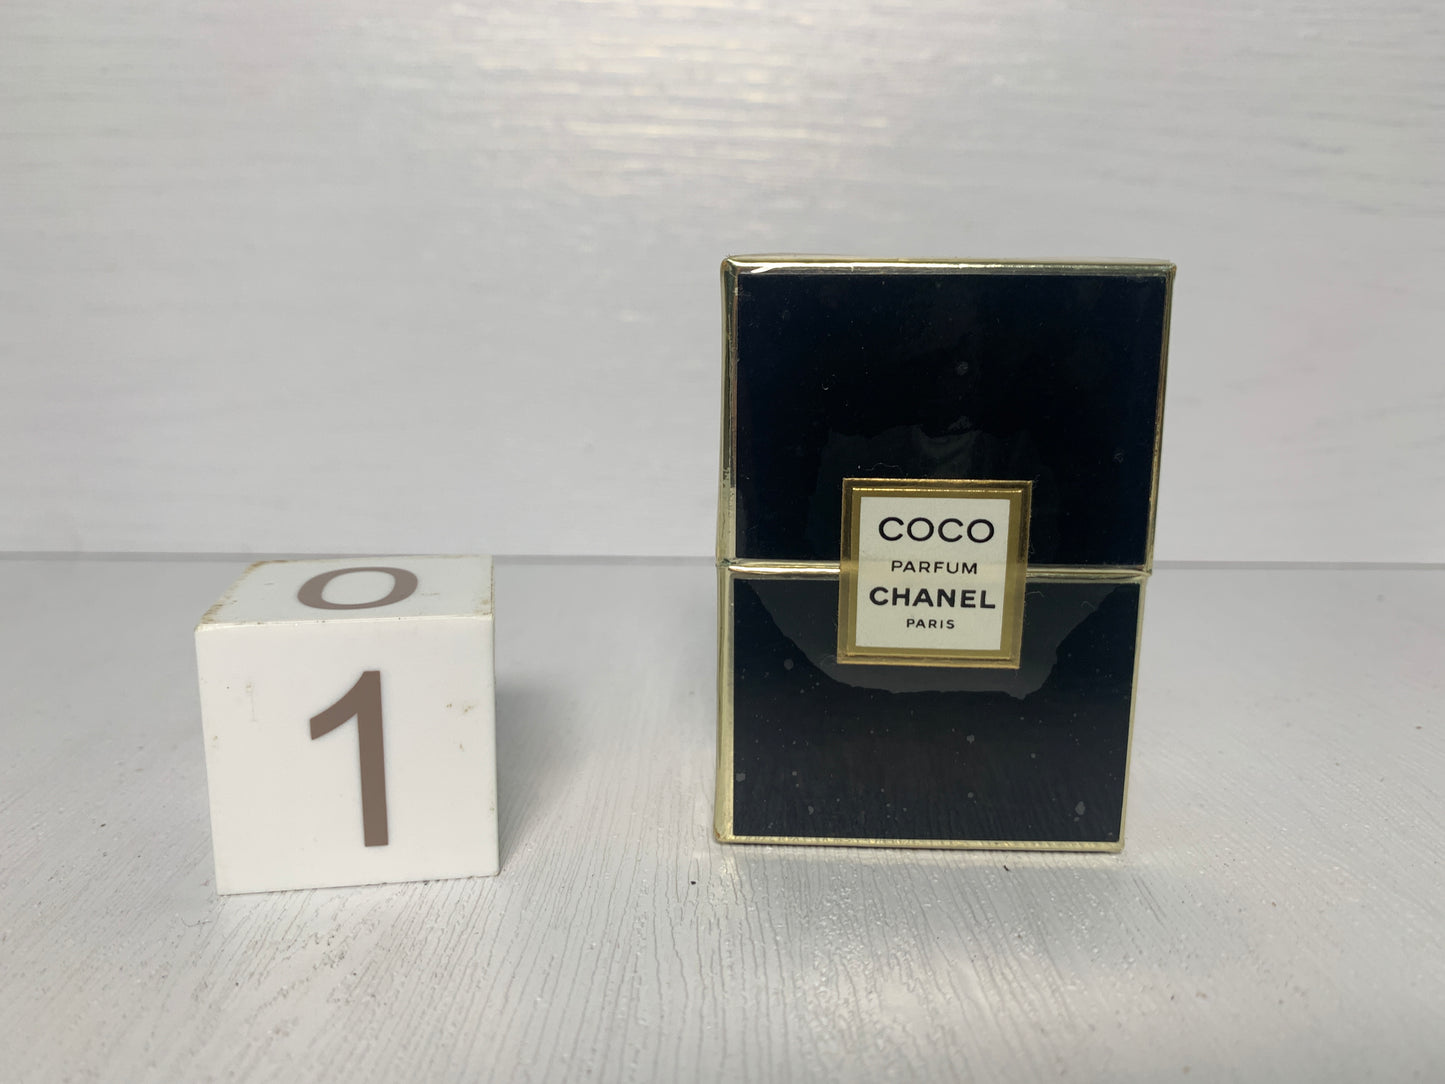 0
1
COCO
PARFUM
CHANEL
PARIS